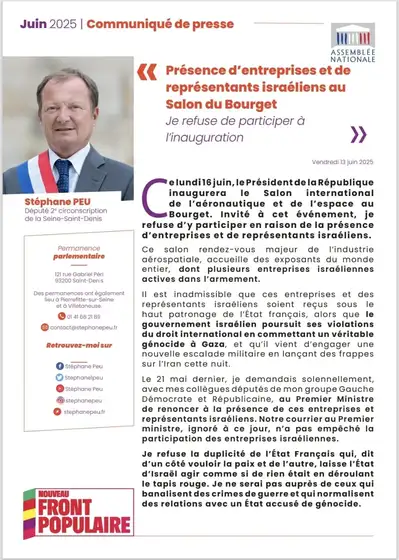 Juin 2025 | Communiqué de presse
ASSEMBLÉE
NATIONALE
«
Présence d’entreprises et de
représentants israéliens au
Salon du Bourget
Je refuse de participer à
l’inauguration
»
Vendredi 13 juin 2025
Stéphane PEU
Député 2e circonscription
de la Seine-Saint-Denis
Permanence
parlementaire
121 rue Gabriel Péri
93200 Saint-Denis
Des permanences ont également
lieu à Pierrefitte-sur-Seine
et à Villetaneuse.
contact@stephanepeu.fr
Retrouvez-moi sur
Stéphane Peu
Stéphane Peu
Stéphane Peu
stephanepeu
stephanepeu.fr
NOUVEAU
FRONT
POPULAIRE
Ce lundi 16 juin, le Président de la République
inaugurera le Salon international
de l’aéronautique et de l’espace au
Bourget. Invité à cet événement, je
refuse d’y participer en raison de la présence
d’entreprises et de représentants israéliens.
Ce salon rendez-vous majeur de l’industrie
aérospatiale, accueille des exposants du monde
entier, dont plusieurs entreprises israéliennes
actives dans l’armement.
Il est inadmissible que ces entreprises et des
représentants israéliens soient reçus sous le
haut patronage de l’État français, alors que le
gouvernement israélien poursuit ses violations
du droit international en commettant un véritable
génocide à Gaza, et qu’il vient d’engager une
nouvelle escalade militaire en lançant des frappes
sur l’Iran cette nuit.
Le 21 mai dernier, je demandais solennellement,
avec mes collègues députés de mon groupe Gauche
Démocrate et Républicaine, au Premier Ministre
de renoncer à la présence de ces entreprises et
représentants israéliens. Notre courrier au Premier
ministre, ignoré à ce jour, n’a pas empêché la
participation des entreprises israéliennes.
Je refuse la duplicité de l’État Français qui, dit
d’un côté vouloir la paix et de l’autre, laisse l’État
d’Israël agir comme si de rien était en déroulant
le tapis rouge. Je ne serai pas auprès de ceux qui
banalisent des crimes de guerre et qui normalisent
des relations avec un État accusé de génocide.